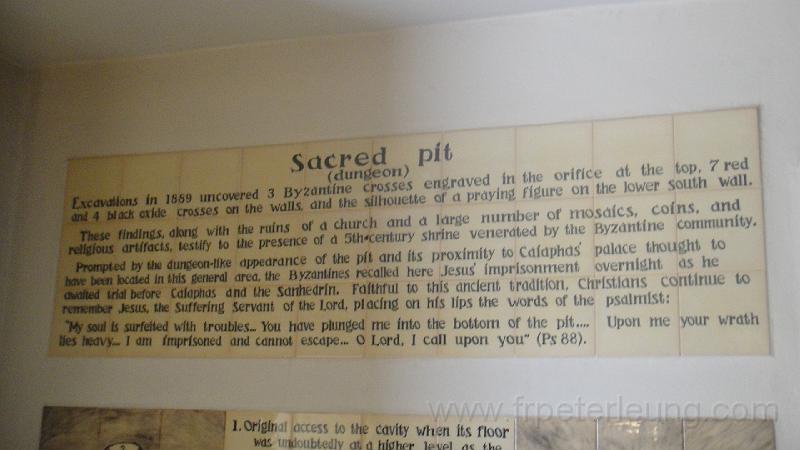 Sacred pit
(dungeon)
Excavations in 1889 uncovered 3 Byzantine crosses engraved in the orifice at the top, 7 red
and 4 black oxide crosses on the walls, and the silhouette of a praying figure on the lower south wall.
These findings, along with the ruins of a church and a large number of mosaics, coins, and
religious artifacts, testify to the presence of a 5th-century shrine venerated by the Byzantine community.
Prompted by the dungeon-like appearance of the pit and its proximity to Caiaphas' palace thought to
have been located in this general area, the Byzantines recalled here Jesus' imprisonment overnight as he
awaited trial before Caiaphas and the Sanhedrin. Faithful to this ancient tradition, Christians continue to
remember Jesus, the Suffering Servant of the Lord, placing on his lips the words of the psalmist:
"My soul is surfeited with troubles... You have plunged me into the bottom of the pit.... Upon me your wrath
lies heavy... I am imprisoned and cannot escape... O Lord, I call upon you" (Ps 88).
www.frpeterleung.com
1. Original access to the cavity when its floor
was undoubtedly at a higher level as the